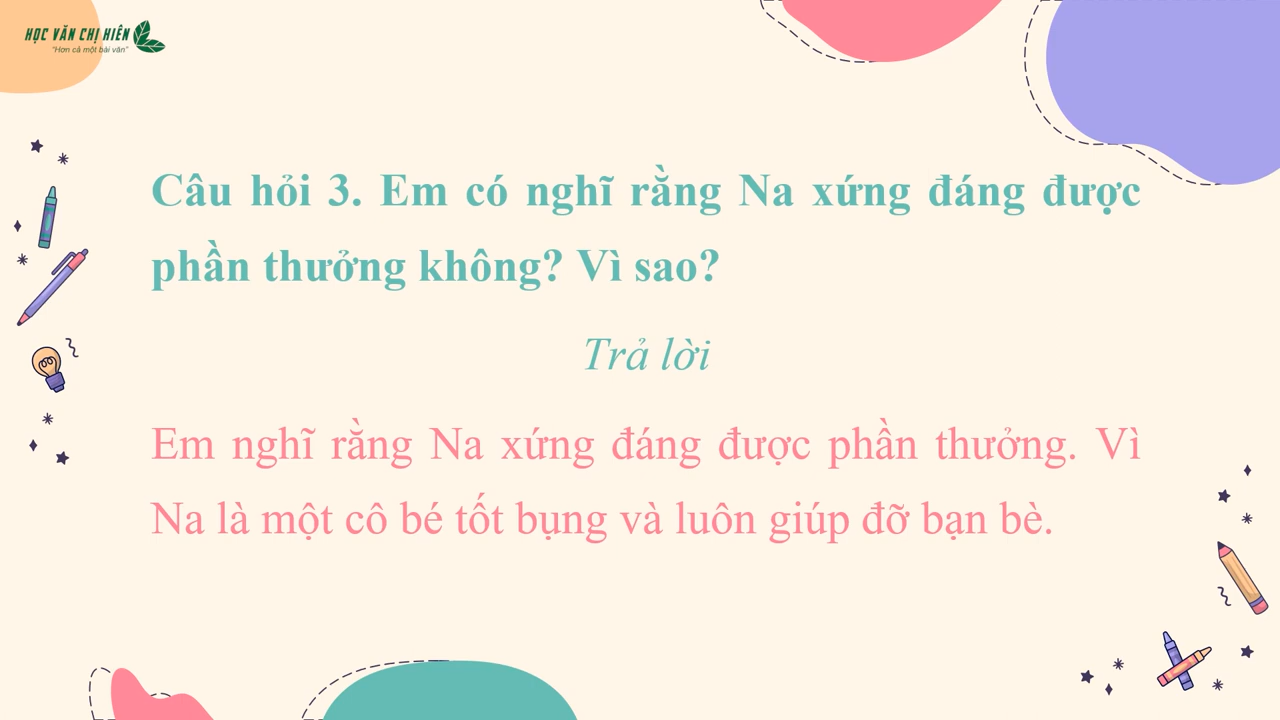 HỌC VĂN CHỊ HIÊN
"Hơn cả một bài văn"
Câu hỏi 3. Em có nghĩ rằng Na xứng đáng được
phần thưởng không? Vì sao?
Trả lời
Em nghĩ rằng Na xứng đáng được phần thưởng. Vì
Na là một cô bé tốt bụng và luôn giúp đỡ bạn bè.